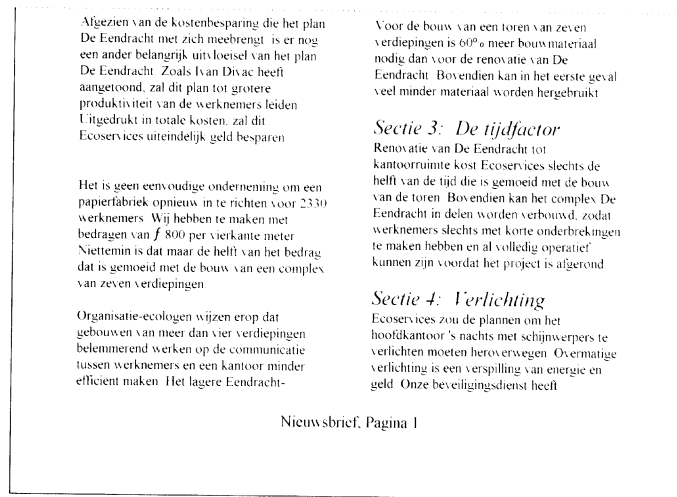 Afgezien van de kostenbesparing die het plan
De Eendracht met zich meebrengt is er nog
een ander belangrijk uitvloeisel van het plan
De Eendracht Zoals Ivan Divac heeft
aangetoond, zal dit plan tot grotere
produktiviteit van de werknemers leiden
Uitgedrukt in totale kosten, zal dit
Ecoservices uiteindelijk geld besparen
Het is geen eenvoudige onderneming om een
papierfabriek opnieuw in te richten voor 2330
werknemers Wij hebben te maken met
bedragen van ƒ 800 per vierkante meter
Niettemin is dat maar de helft van het bedrag
dat is gemoeid met de bouw van een complex
van zeven verdiepingen.
Organisatie-ecologen wijzen erop dat
gebouwen van meer dan vier verdiepingen
belemmerend werken op de communicatie
tussen werknemers en een kantoor minder
efficient maken Het lagere Eendracht-
Voor de bouw van een toren van zeven
verdiepingen is 60% meer bouwmateriaal
nodig dan voor de renovatie van De
Eendracht Bovendien kan in het eerste geval
veel minder materiaal worden hergebruikt
Sectie 3: De tijdfactor
Renovatie van De Eendracht tot
kantoorruimte kost Ecoservices slechts de
helft van de tijd die is gemoeid met de bouw
van de toren Bovendien kan het complex De
Eendracht in delen worden verbouwd, zodat
werknemers slechts met korte onderbrekingen
te maken hebben en al volledig operatief
kunnen zijn voordat het project is afgerond
Sectie 4: Verlichting
Ecoservices zou de plannen om het
hoofdkantoor 's nachts met schijnwerpers te
verlichten moeten heroverwegen Overmatige
verlichting is een verspilling van energie en
geld Onze beveiligingsdienst heeft
Nieuwsbrief, Pagina 1